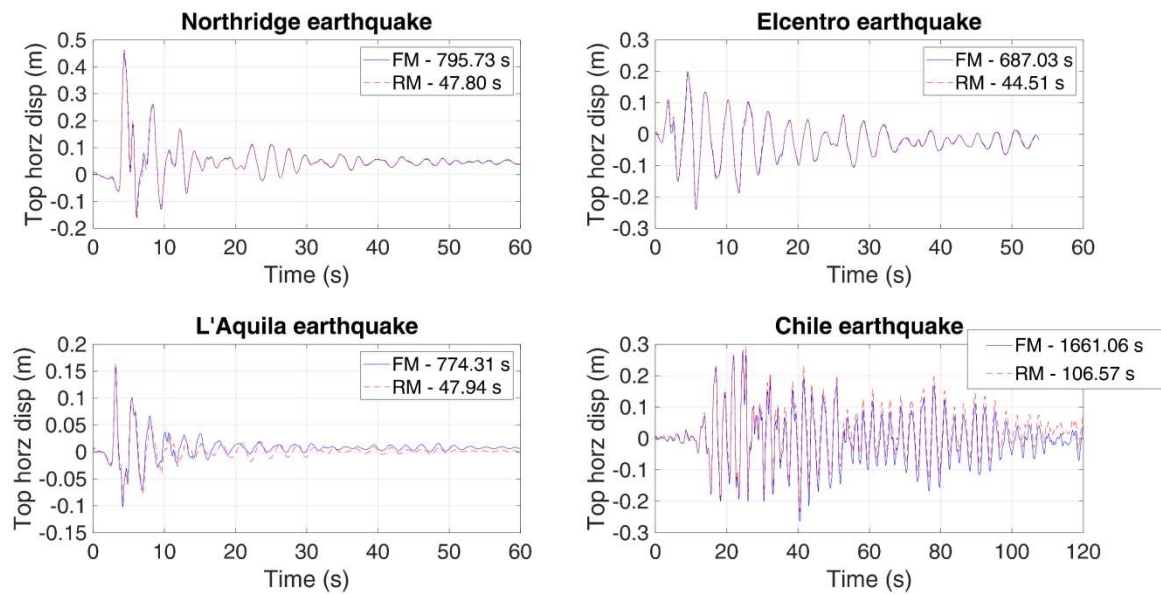 Northridge earthquake
Top horz disp (m)
0.5
0.4
0.3
0.2
0.1
0
-0.1
-0.2
FM - 795.73 s
RM - 47.80 s
0 10 20 30 40 50 60
Time (s)
Elcentro earthquake
Top horz disp (m)
0.3
0.2
0.1
0
-0.1
-0.2
-0.3
FM - 687.03 s
RM - 44.51 s
0 10 20 30 40 50 60
Time (s)
L'Aquila earthquake
Top horz disp (m)
0.2
0.15
0.1
0.05
0
-0.05
-0.1
-0.15
FM - 774.31 s
RM - 47.94 s
0 10 20 30 40 50 60
Time (s)
Chile earthquake
Top horz disp (m)
0.3
0.2
0.1
0
-0.1
-0.2
-0.3
FM - 1661.06 s
RM - 106.57 s
0 20 40 60 80 100 120
Time (s)